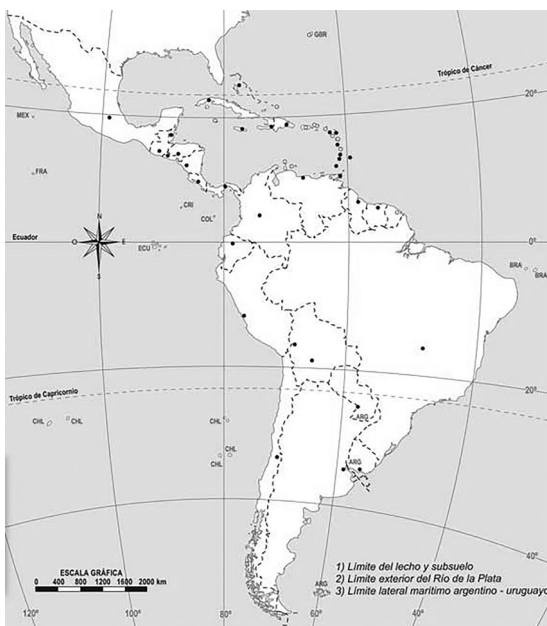 GBR
Trópico de Cáncer
20°
MEX
FRA
CRI
COL
N
Ecuador
O
E
S
ECU
0°
BRA
BRA
Trópico de Capricornio
20°
CHL
CHL
CHL
ARG
CHL
CHL
ARG
40°
ESCALA GRÁFICA
0 400 800 1200 1600 2000 km
1) Límite del lecho y subsuelo
2) Límite exterior del Río de la Plata
3) Límite lateral marítimo argentino - uruguayo
ARG
120°
100°
80°
60°
40°